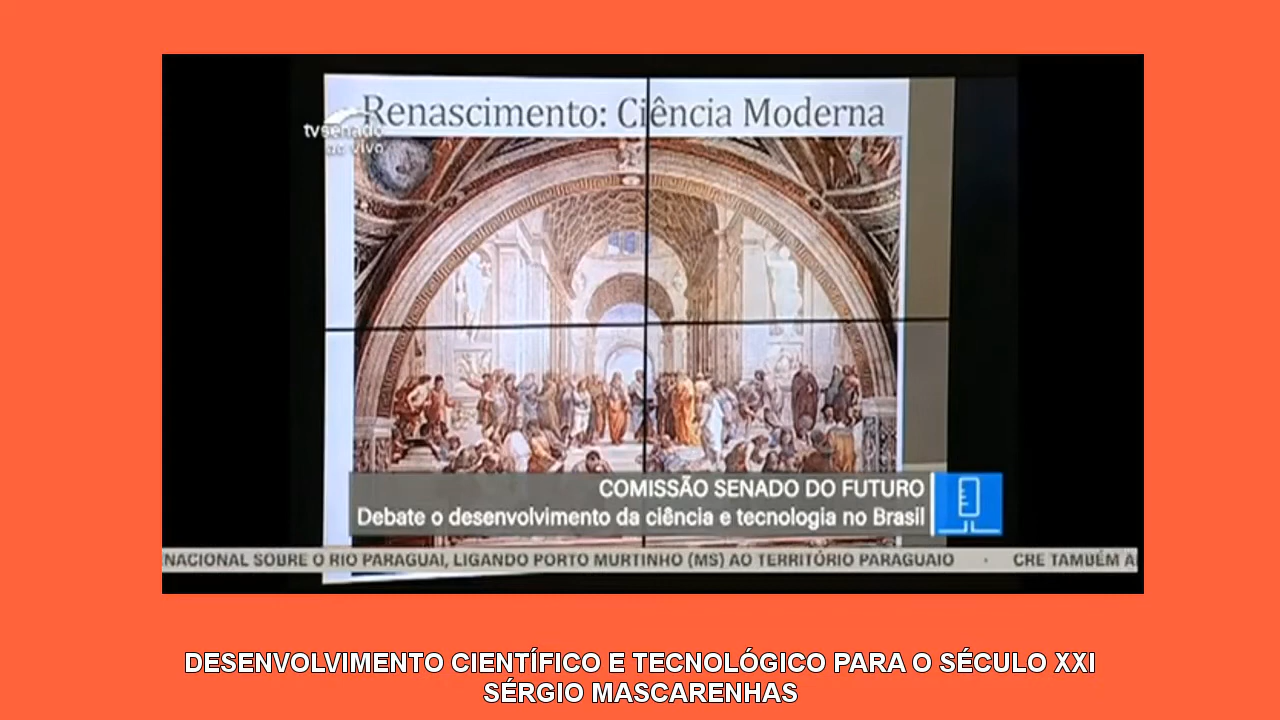 Renascimento: Ciência Moderna
tvsenado
ao vivo
COMISSÃO SENADO DO FUTURO
Debate o desenvolvimento da ciência e tecnologia no Brasil
NACIONAL SOBRE O RIO PARAGUAI, LIGANDO PORTO MURTINHO (MS) AO TERRITÓRIO PARAGUAIO · CRE TAMBÉM A
DESENVOLVIMENTO CIENTÍFICO E TECNOLÓGICO PARA O SÉCULO XXI
SÉRGIO MASCARENHAS